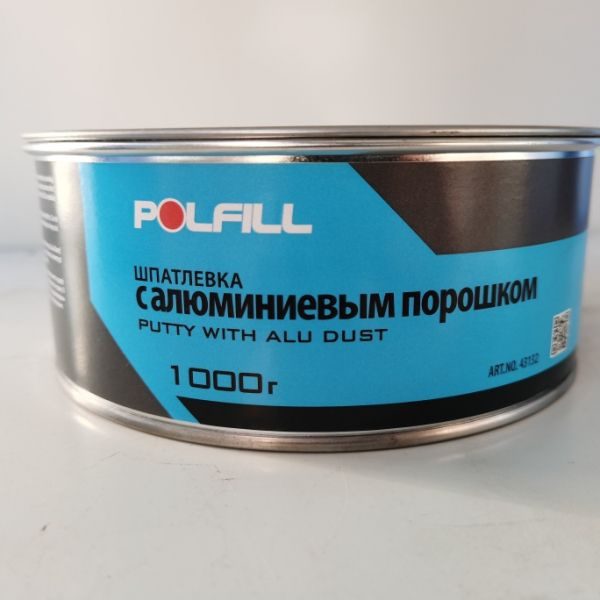 POLFILL
ШПАТЛЕВКА
с алюминиевым порошком
PUTTY WITH ALU DUST
1000г
ART.NO. 43132